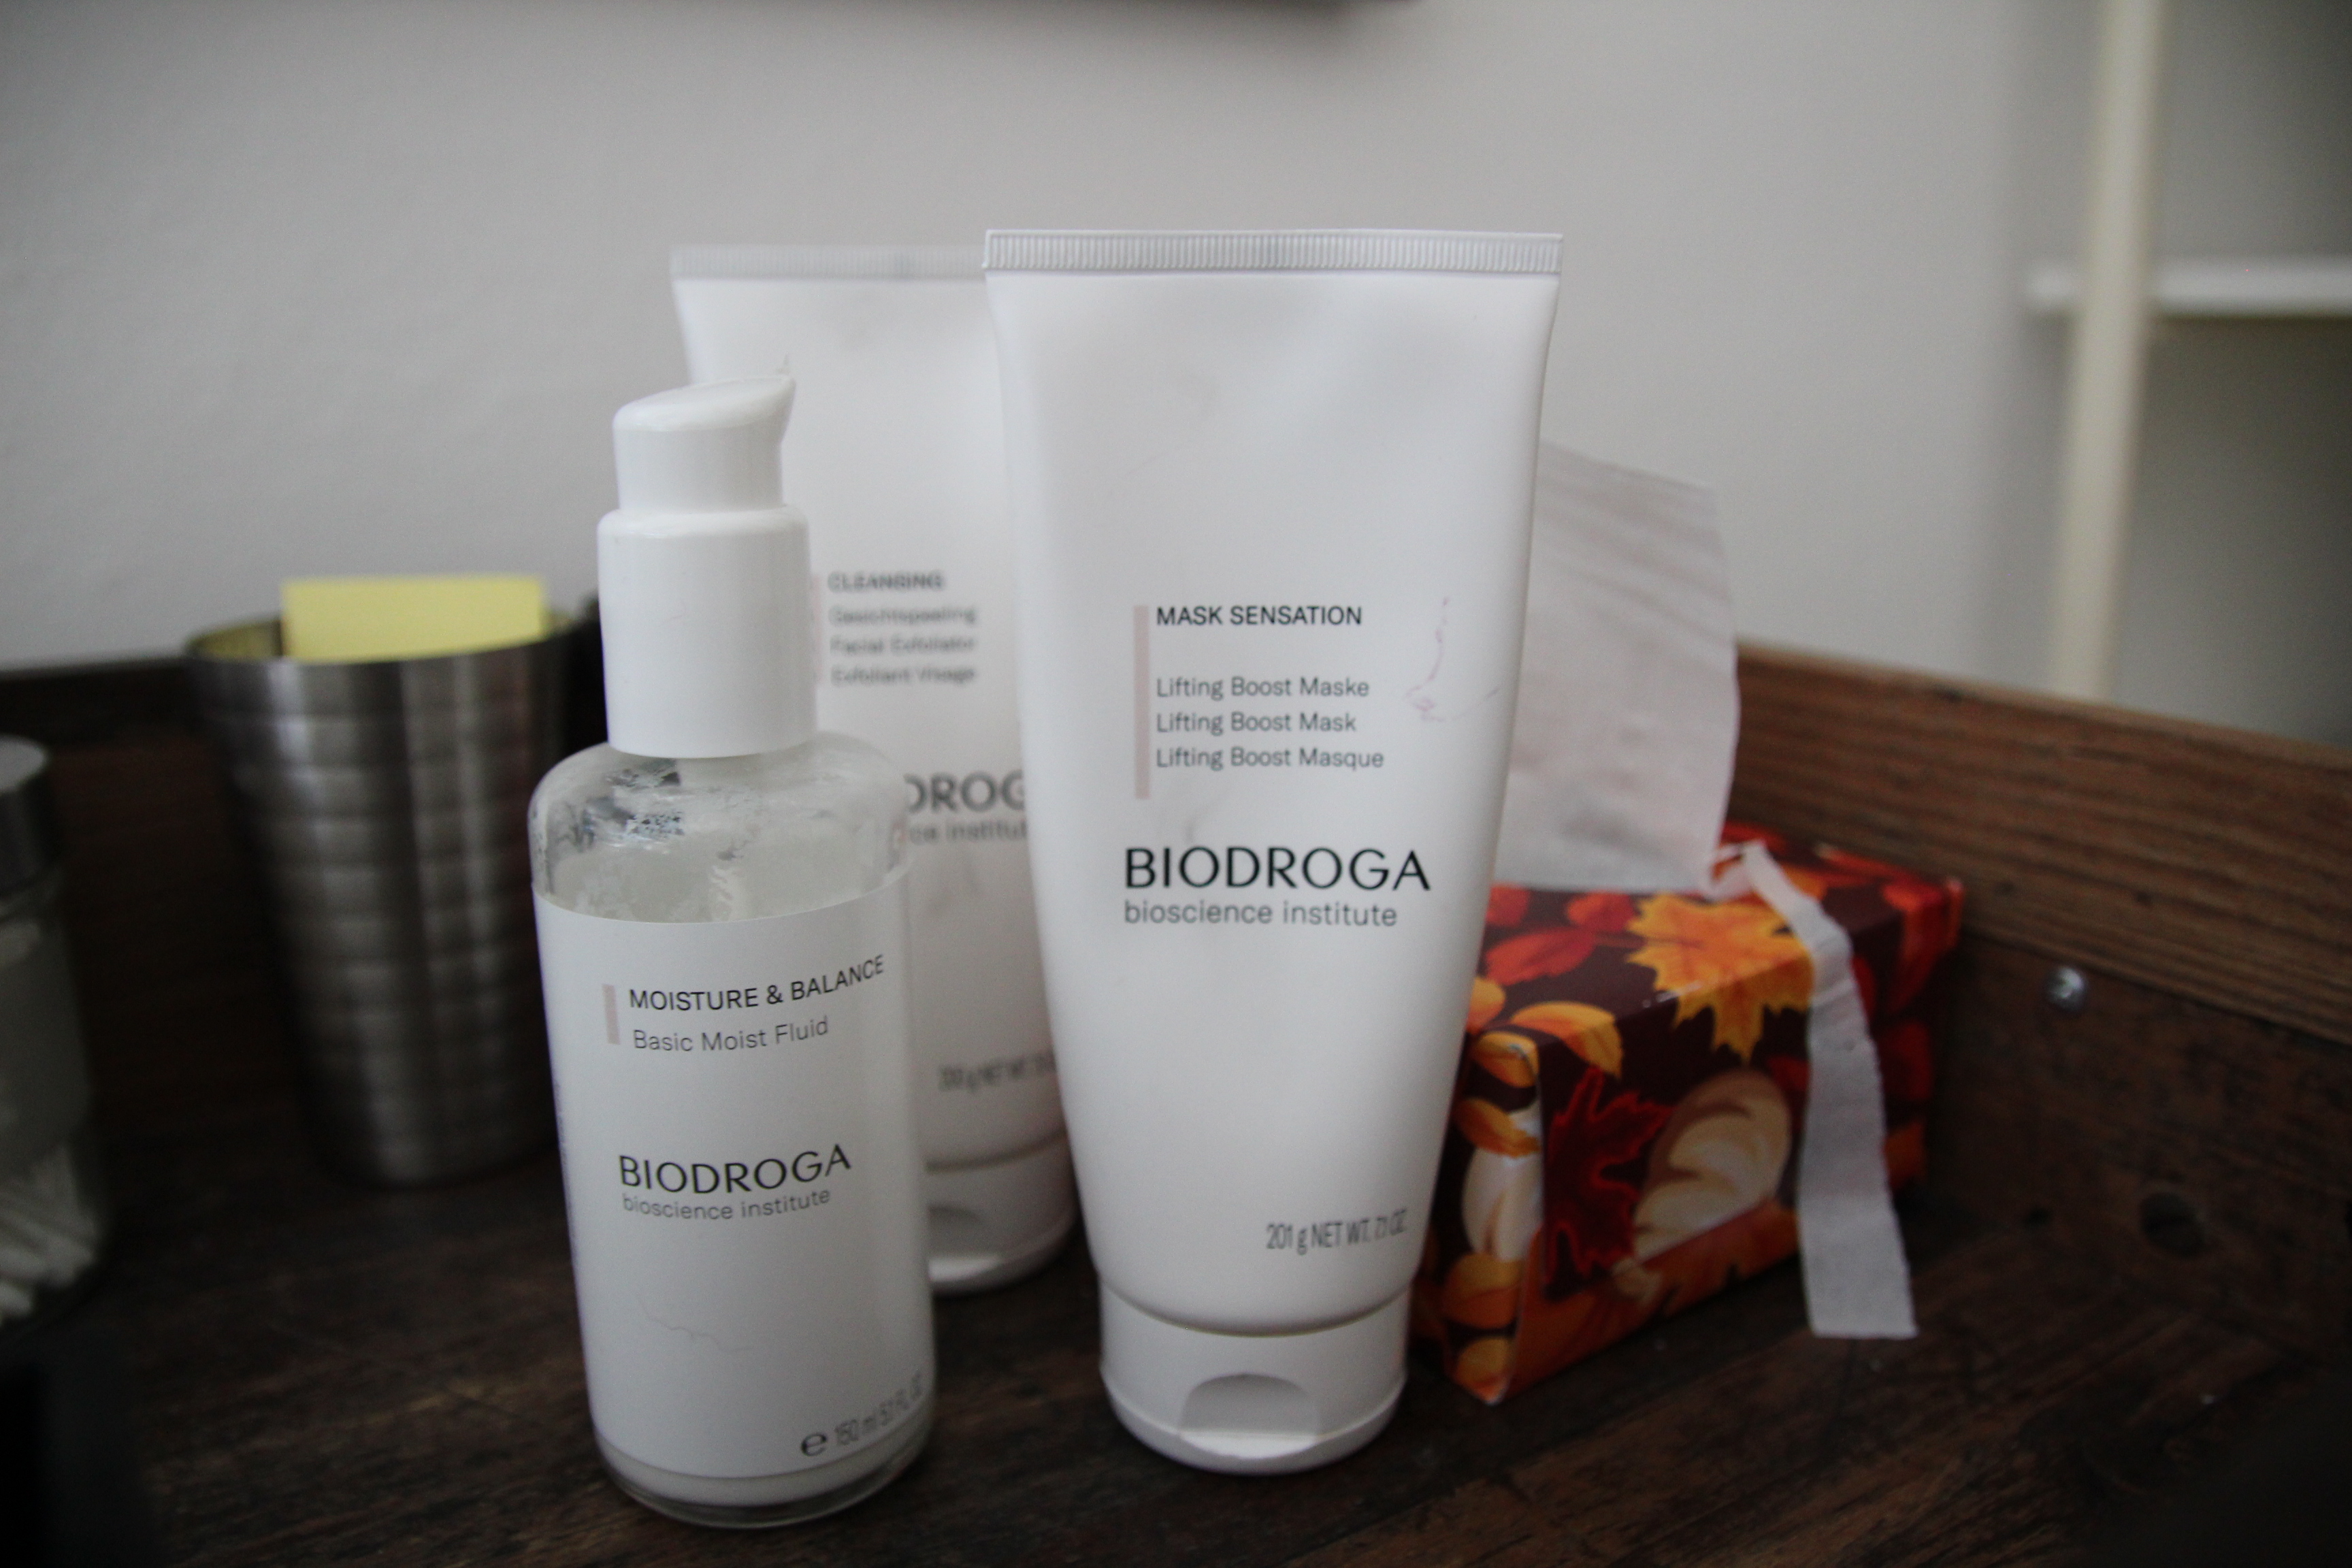 CLEANSING
Gesichtspeeling
Facial Exfoliator
Exfoliant Visage
MASK SENSATION
Lifting Boost Maske
Lifting Boost Mask
Lifting Boost Masque
BIODROGA
bioscience institute
201 g NET WT. 7.1 OZ.
MOISTURE & BALANCE
Basic Moist Fluid
BIODROGA
bioscience institute
℮ 150 ml 5.1 FL.OZ.